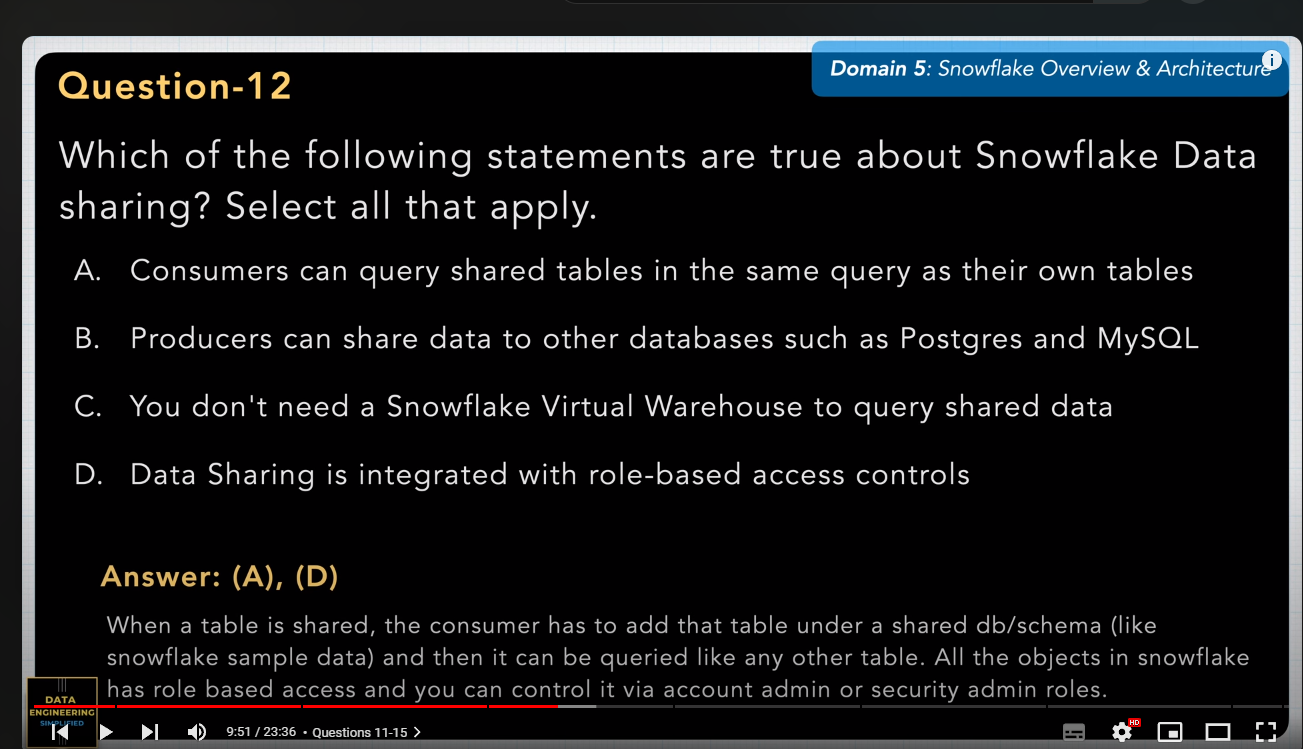 Domain 5: Snowflake Overview & Architecture
i
Question-12
Which of the following statements are true about Snowflake Data
sharing? Select all that apply.
A. Consumers can query shared tables in the same query as their own tables
B. Producers can share data to other databases such as Postgres and MySQL
C. You don't need a Snowflake Virtual Warehouse to query shared data
D. Data Sharing is integrated with role-based access controls
Answer: (A), (D)
When a table is shared, the consumer has to add that table under a shared db/schema (like
snowflake sample data) and then it can be queried like any other table. All the objects in snowflake
has role based access and you can control it via account admin or security admin roles.
DATA
ENGINEERING
SIMPLIFIED
9:51 / 23:36 • Questions 11-15
HD